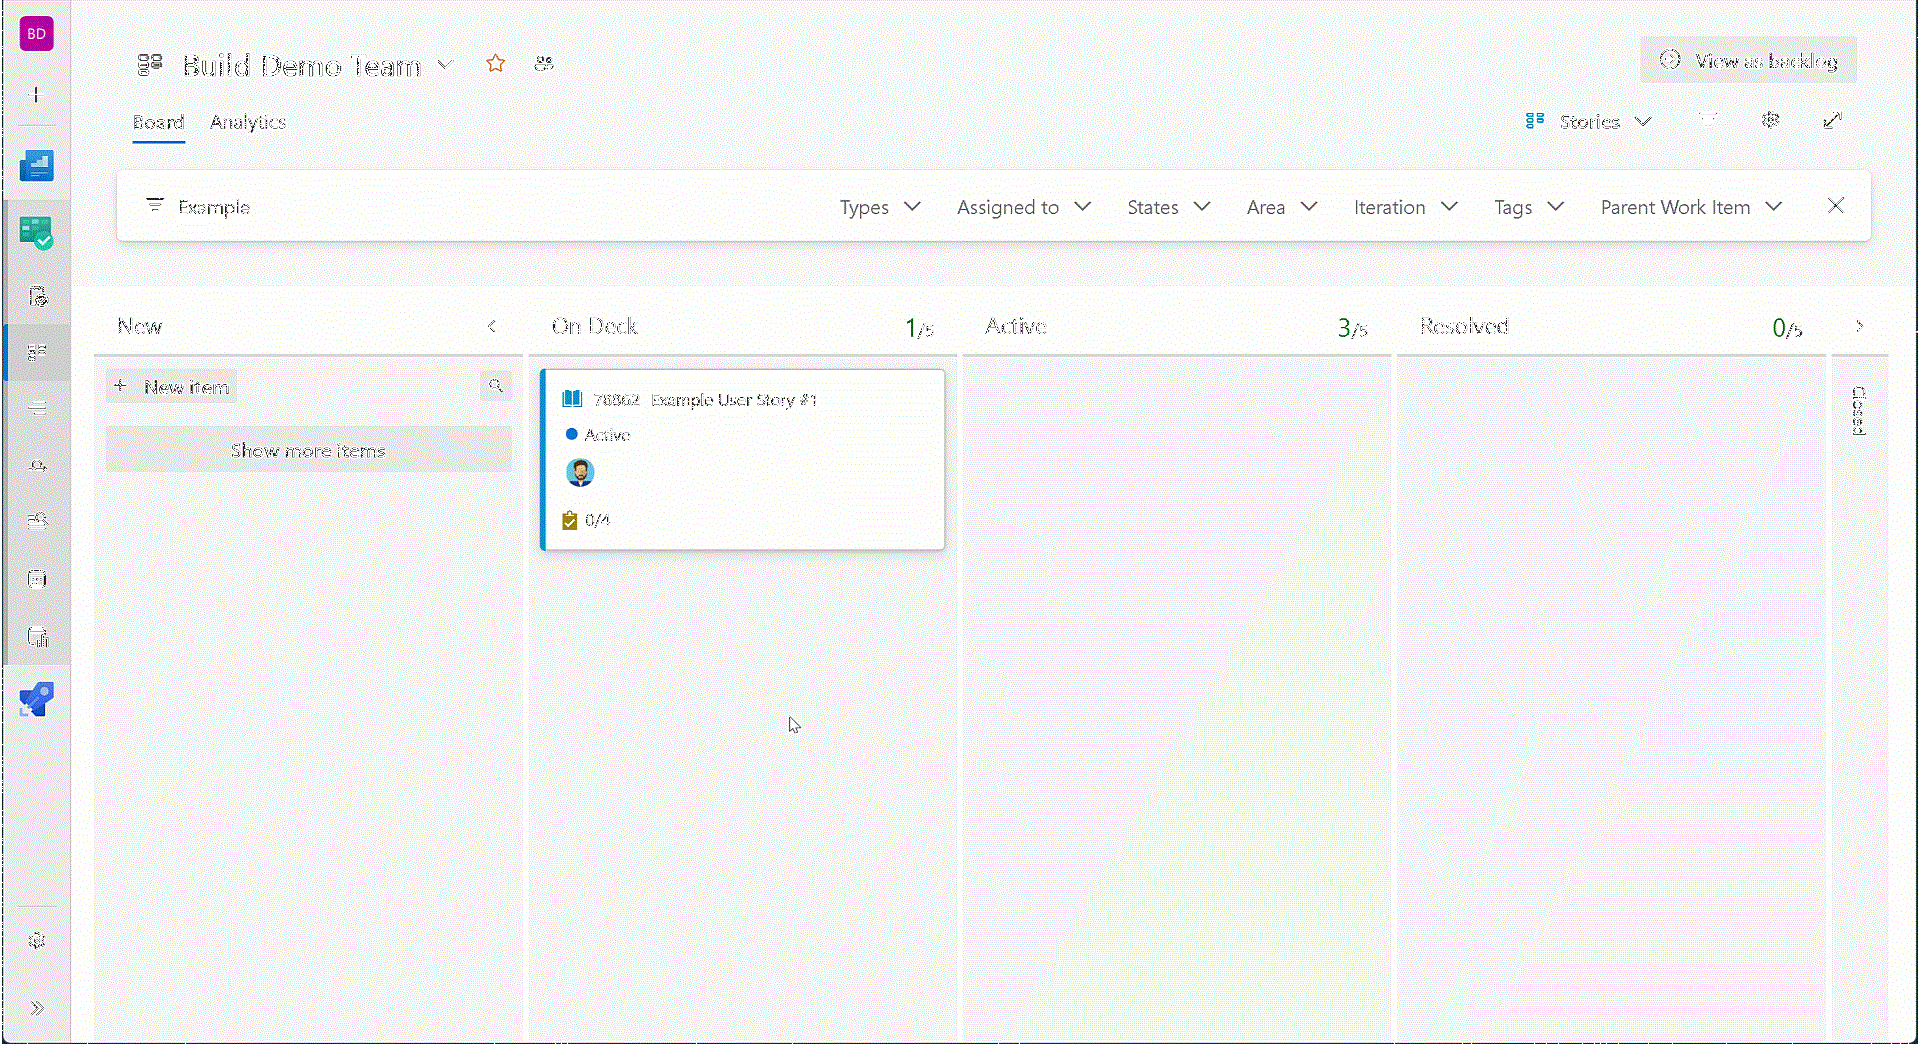 BD
Build Demo Team
View as backlog
Board Analytics
Stories
Example
Types Assigned to States Area Iteration Tags Parent Work Item
New
On Deck 1/5
Active 3/5
Resolved 0/5
Closed
New item
Show more items
78862 Example User Story #1
Active
0/4